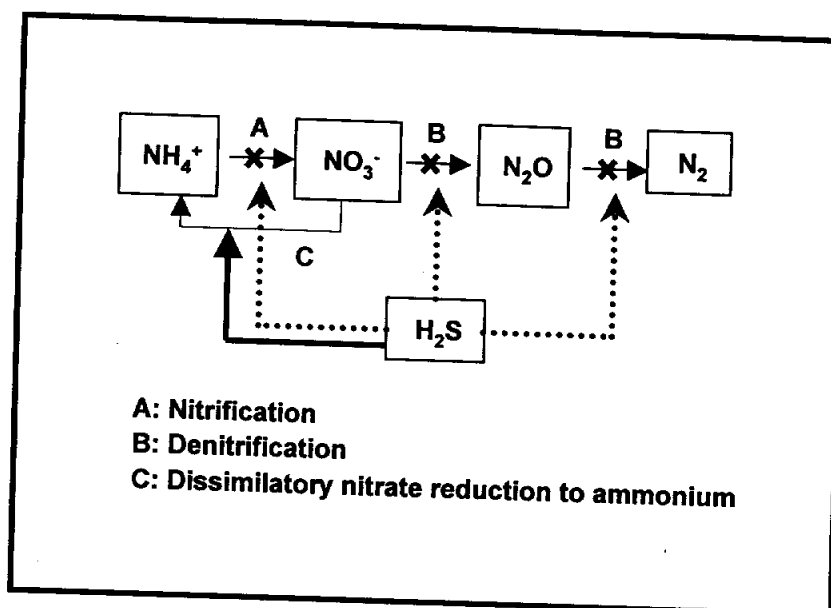 A
B
B
NH₄⁺
NO₃⁻
N₂O
N₂
C
H₂S
A: Nitrification
B: Denitrification
C: Dissimilatory nitrate reduction to ammonium